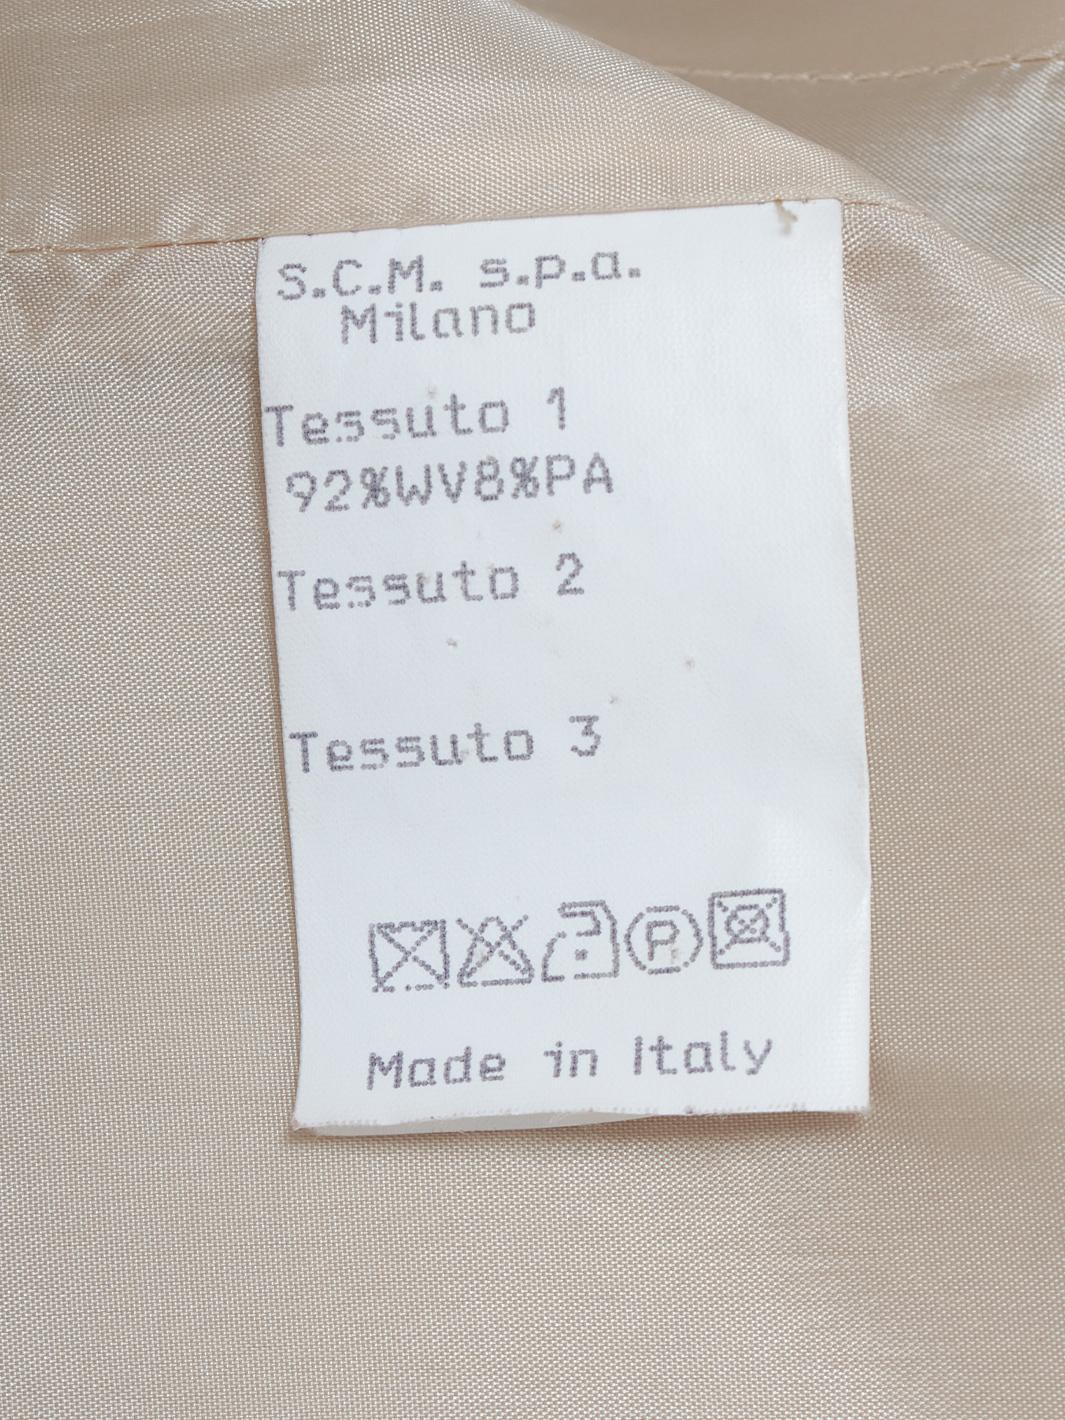 S.C.M. s.p.a.
Milano
Tessuto 1
92%WV8%PA
Tessuto 2
Tessuto 3
P
Made in Italy